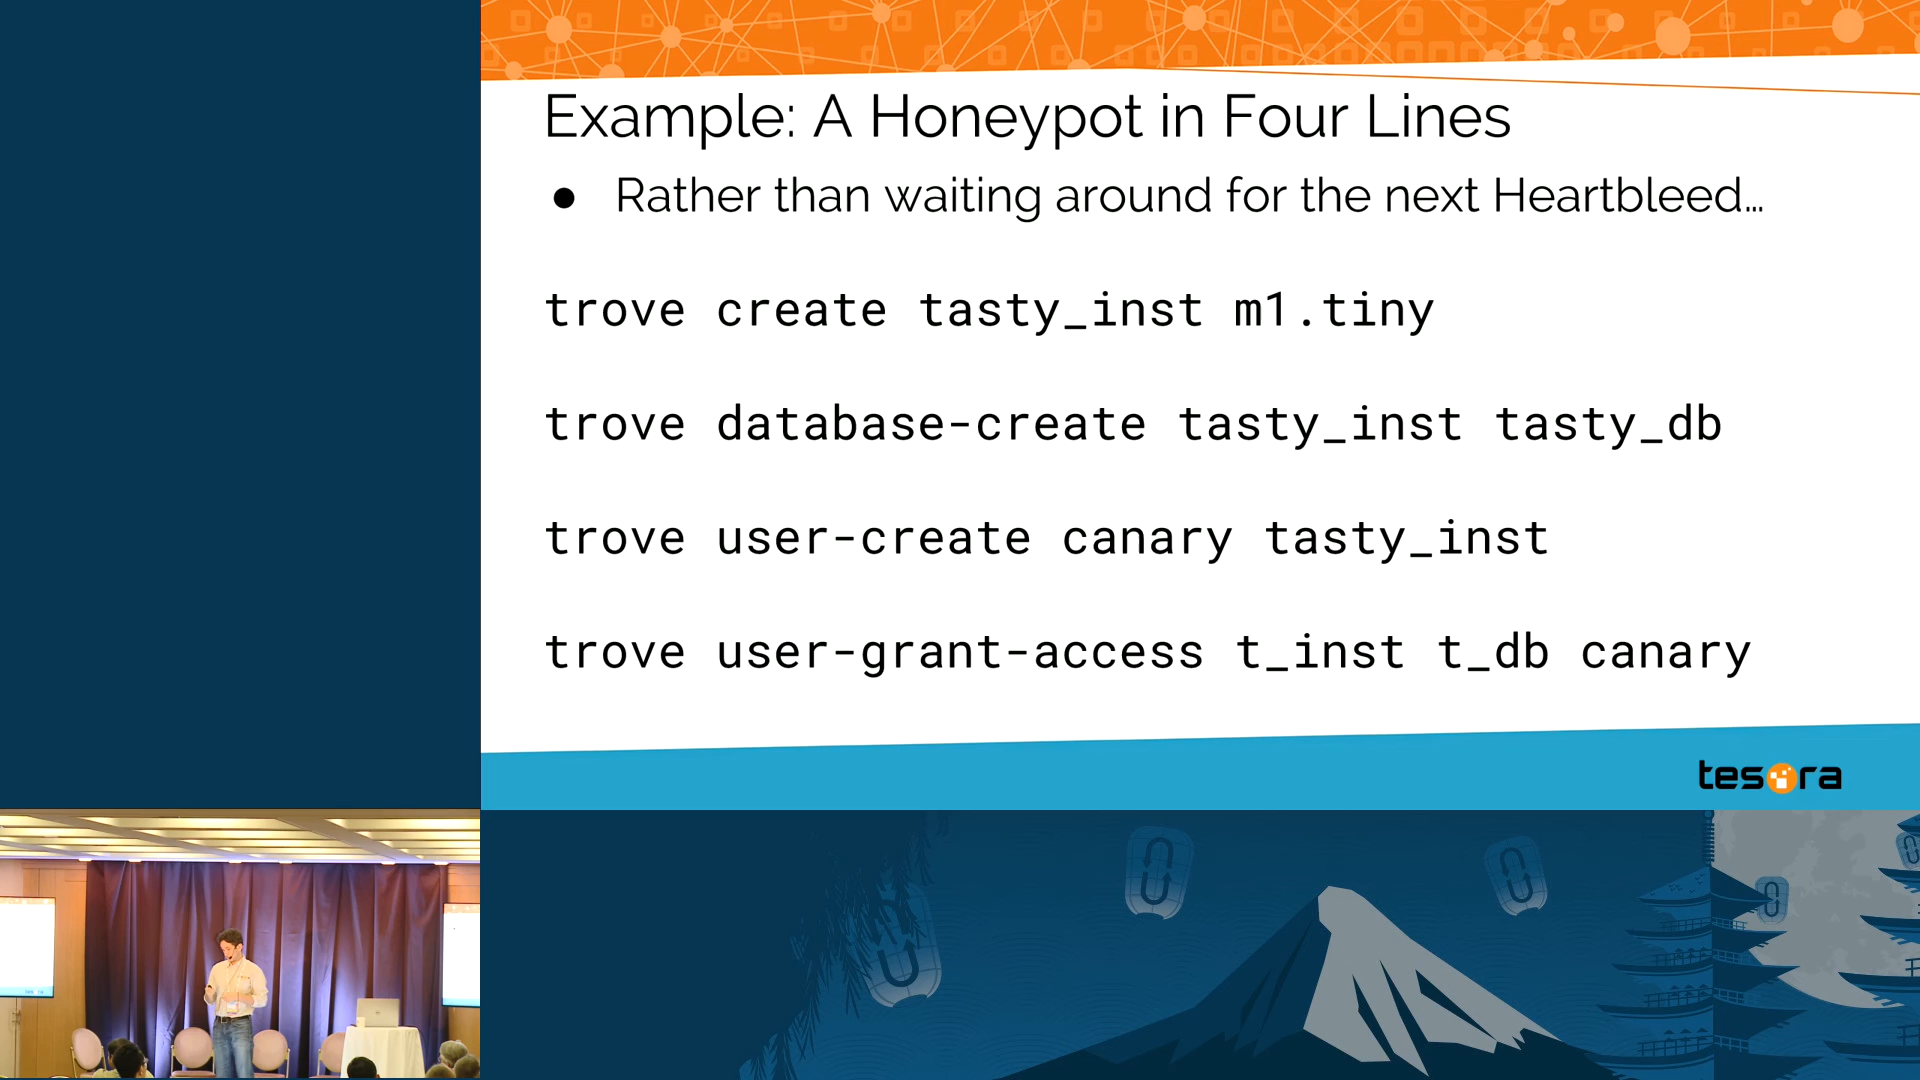 Example: A Honeypot in Four Lines
● Rather than waiting around for the next Heartbleed…
trove create tasty_inst m1.tiny
trove database-create tasty_inst tasty_db
trove user-create canary tasty_inst
trove user-grant-access t_inst t_db canary
tesora